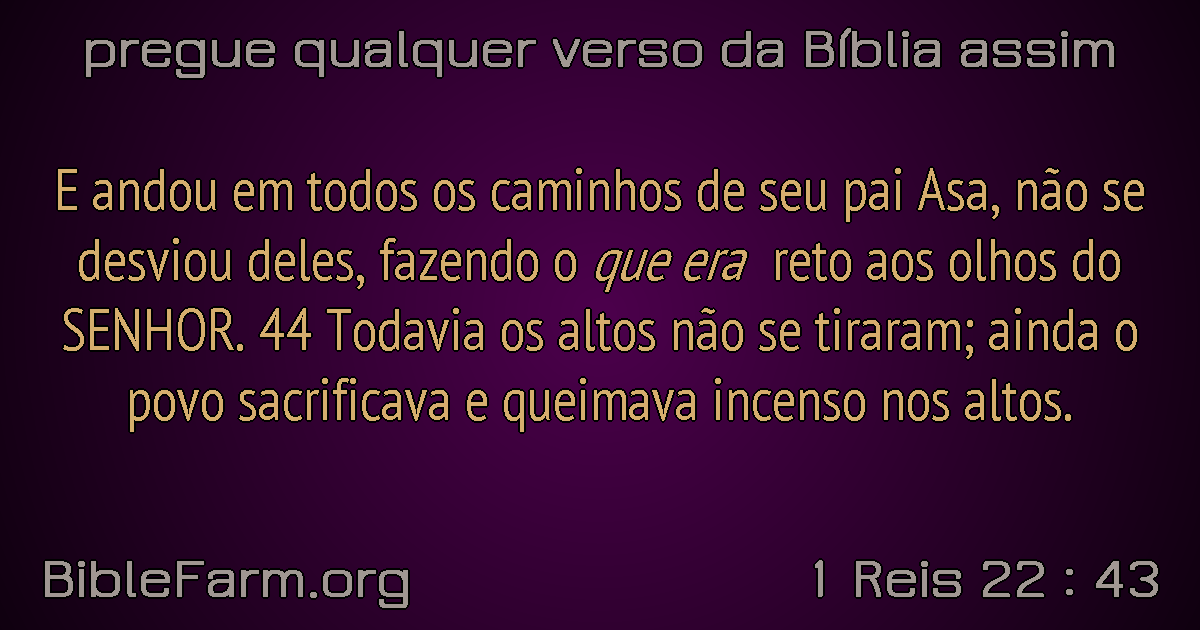 pregue qualquer verso da Bíblia assim
E andou em todos os caminhos de seu pai Asa, não se
desviou deles, fazendo o que era reto aos olhos do
SENHOR. 44 Todavia os altos não se tiraram; ainda o
povo sacrificava e queimava incenso nos altos.
BibleFarm.org
1 Reis 22 : 43